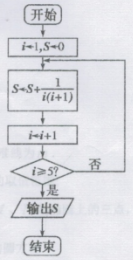 开始
i←1,S←0
S←S+1/i(i+1)
i←i+1
i≥5?
否
是
输出S
结束